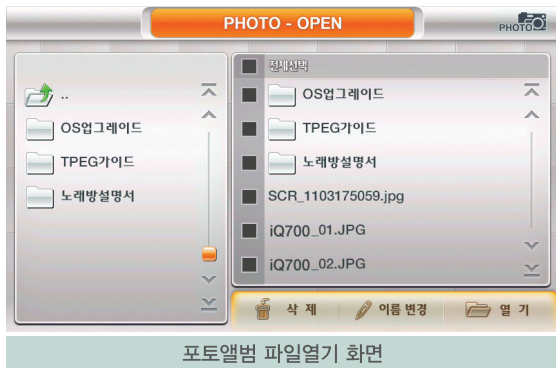 PHOTO - OPEN
PHOTO
..
OS업그레이드
TPEG가이드
노래방설명서
전체선택
OS업그레이드
TPEG가이드
노래방설명서
SCR_1103175059.jpg
iQ700_01.JPG
iQ700_02.JPG
삭 제
이름 변경
열 기
포토앨범 파일열기 화면